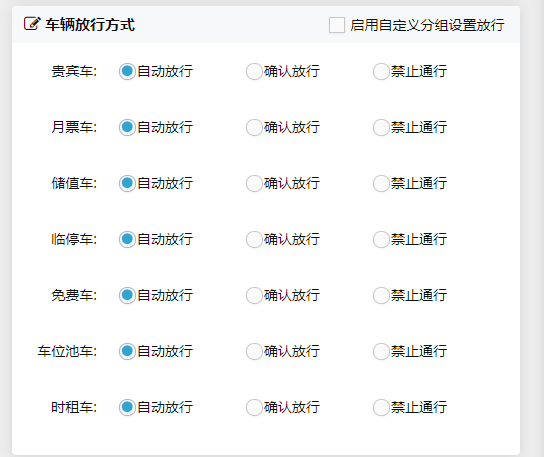 车辆放行方式 启用自定义分组设置放行
贵宾车: 自动放行 确认放行 禁止通行
月票车: 自动放行 确认放行 禁止通行
储值车: 自动放行 确认放行 禁止通行
临停车: 自动放行 确认放行 禁止通行
免费车: 自动放行 确认放行 禁止通行
车位池车: 自动放行 确认放行 禁止通行
时租车: 自动放行 确认放行 禁止通行